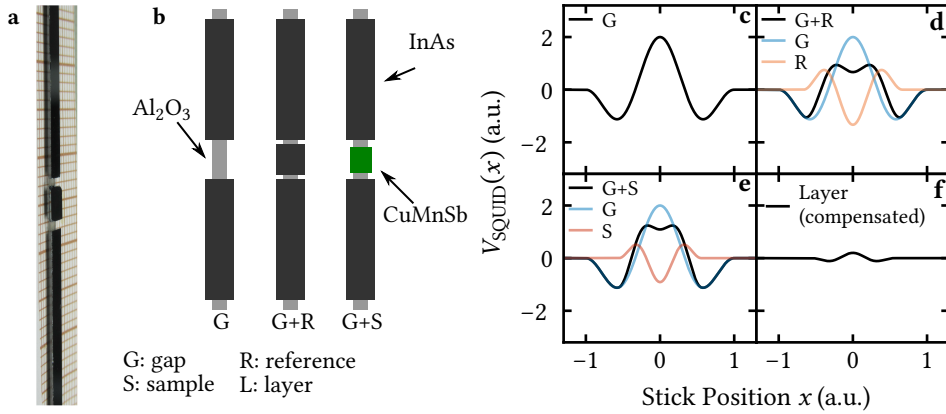 a
b
InAs
Al₂O₃
CuMnSb
G
G+R
G+S
G: gap
R: reference
S: sample
L: layer
V_SQUID(x) (a.u.)
2
0
−2
2
0
−2
G
c
G+R
d
G
R
G+S
e
G
S
Layer
f
(compensated)
−1
0
1
−1
0
1
Stick Position x (a.u.)